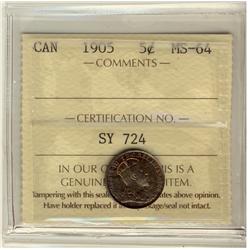 CAN 1905 5¢ MS-64
— COMMENTS —
— CERTIFICATION NO. —
SY 724
IN OUR IS A
GENUINE ITEM.
Tampering with this seal ates above opinion.
Have holder replaced if age/seal not intact.